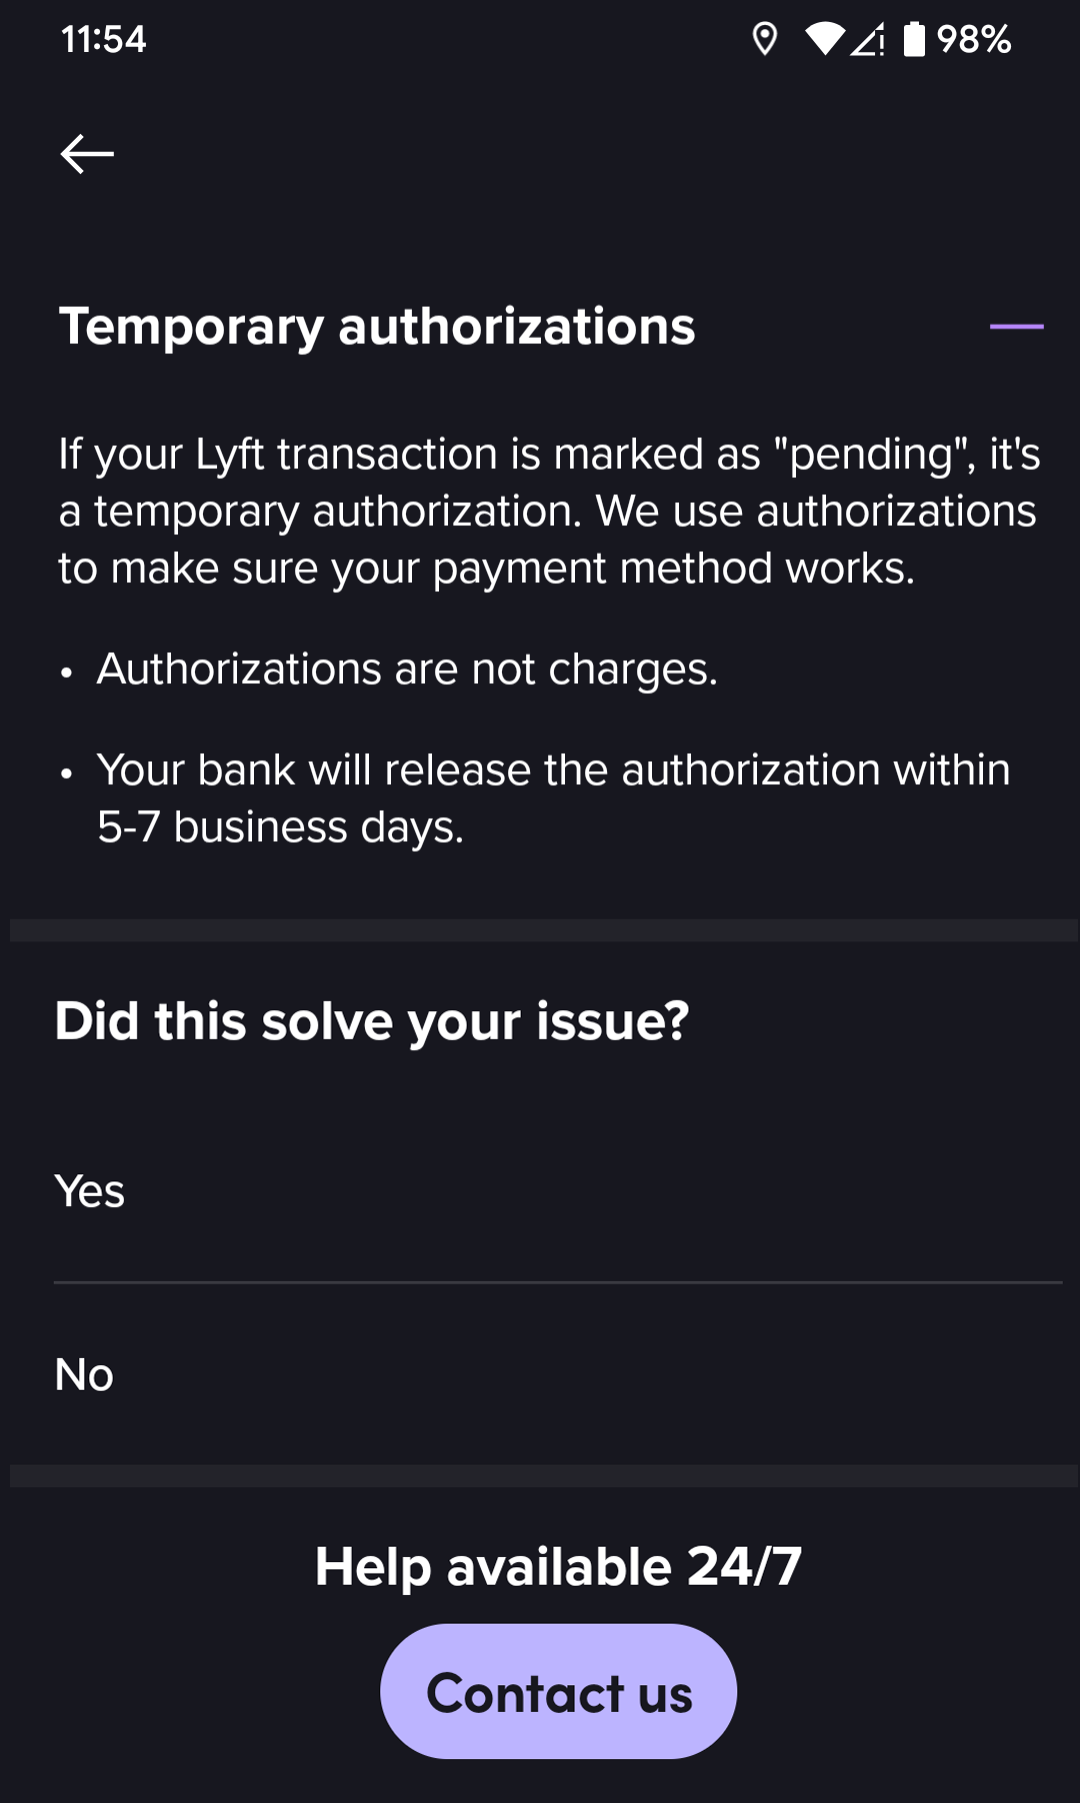 11:54
98%
Temporary authorizations
If your Lyft transaction is marked as "pending", it's
a temporary authorization. We use authorizations
to make sure your payment method works.
• Authorizations are not charges.
• Your bank will release the authorization within
5-7 business days.
Did this solve your issue?
Yes
No
Help available 24/7
Contact us